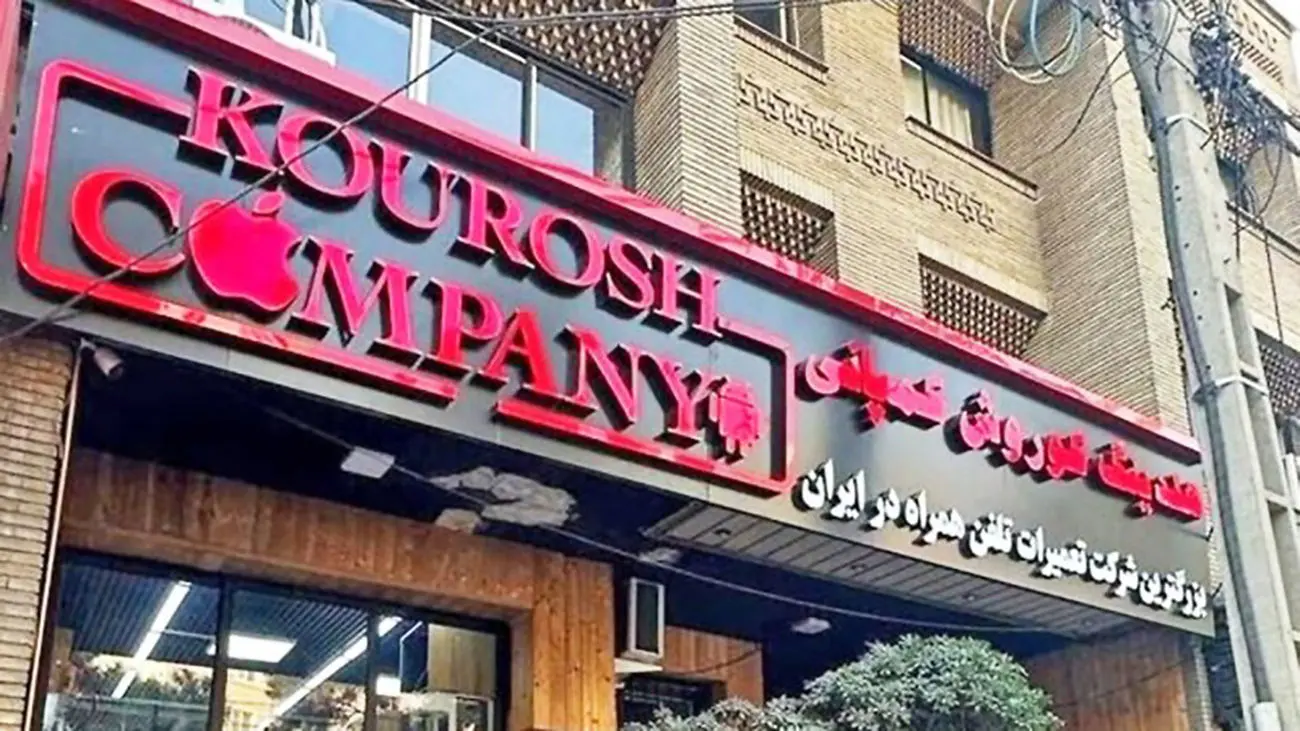 KOUROSH
COMPANY
هلدینگ کوروش کمپانی
بزرگترین شرکت تعمیرات تلفن همراه در ایران